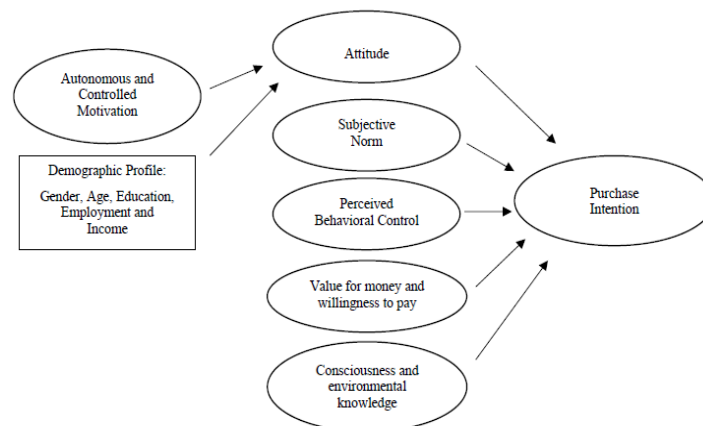 Attitude
Autonomous and
Controlled
Motivation
Subjective
Norm
Demographic Profile:
Gender, Age, Education,
Employment and
Income
Purchase
Intention
Perceived
Behavioral Control
Value for money and
willingness to pay
Consciousness and
environmental
knowledge